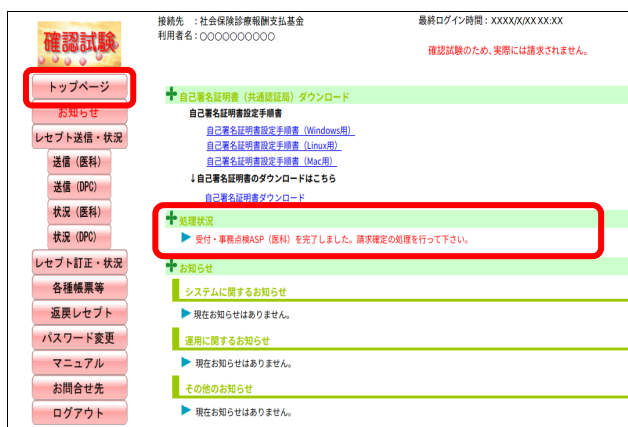 接続先 ：社会保険診療報酬支払基金
利用者名：○○○○○○○○○○
最終ログイン時間：XXXX/X/XX XX:XX
確認試験のため、実際には請求されません。
確認試験
トップページ
お知らせ
レセプト送信・状況
送信（医科）
送信（DPC）
状況（医科）
状況（DPC）
レセプト訂正・状況
各種帳票等
返戻レセプト
パスワード変更
マニュアル
お問合せ先
ログアウト
自己署名証明書（共通認証局）ダウンロード
自己署名証明書設定手順書
自己署名証明書設定手順書（Windows用）
自己署名証明書設定手順書（Linux用）
自己署名証明書設定手順書（Mac用）
↓自己署名証明書のダウンロードはこちら
自己署名証明書ダウンロード
処理状況
受付・事務点検ASP（医科）を完了しました。請求確定の処理を行って下さい。
お知らせ
システムに関するお知らせ
現在お知らせはありません。
運用に関するお知らせ
現在お知らせはありません。
その他のお知らせ
現在お知らせはありません。